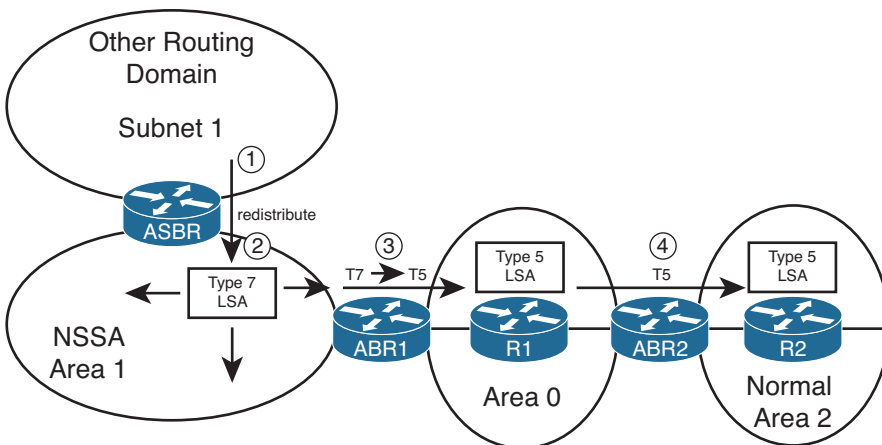 Other Routing
Domain
Subnet 1
①
redistribute
ASBR
②
Type 7
LSA
NSSA
Area 1
③
T7 T5
ABR1
Type 5
LSA
R1
Area 0
④
T5
ABR2
Type 5
LSA
R2
Normal
Area 2